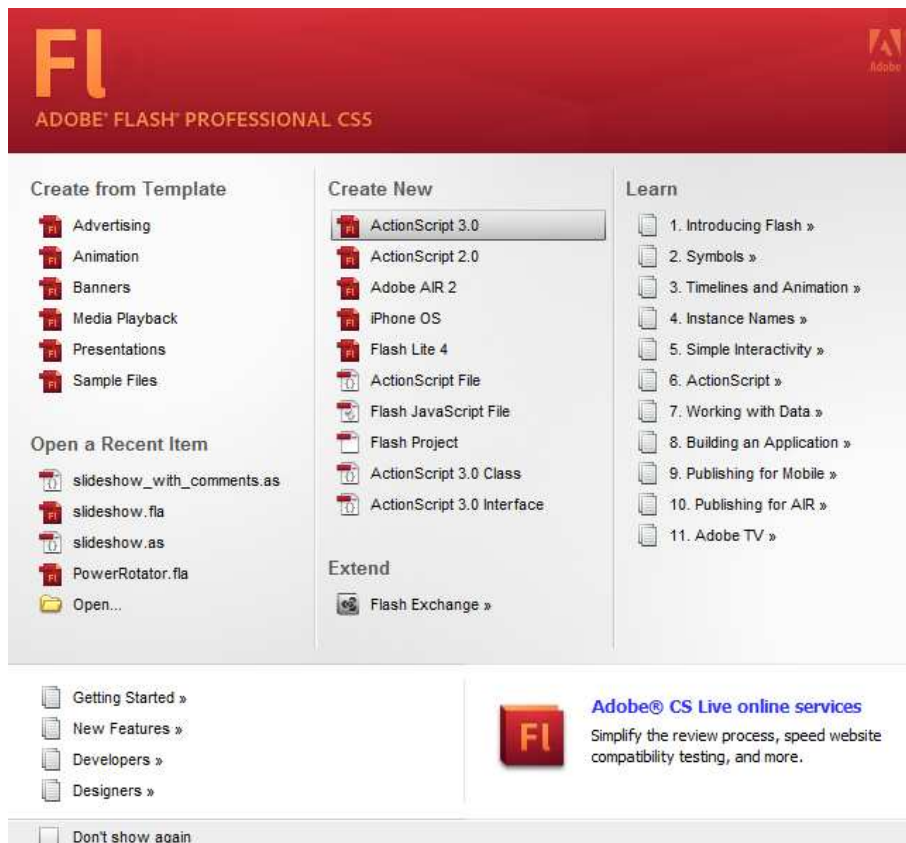 Fl
Adobe
ADOBE® FLASH® PROFESSIONAL CS5
Create from Template
Advertising
Animation
Banners
Media Playback
Presentations
Sample Files
Open a Recent Item
slideshow_with_comments.as
slideshow.fla
slideshow.as
PowerRotator.fla
Open...
Create New
ActionScript 3.0
ActionScript 2.0
Adobe AIR 2
iPhone OS
Flash Lite 4
ActionScript File
Flash JavaScript File
Flash Project
ActionScript 3.0 Class
ActionScript 3.0 Interface
Extend
Flash Exchange »
Learn
1. Introducing Flash »
2. Symbols »
3. Timelines and Animation »
4. Instance Names »
5. Simple Interactivity »
6. ActionScript »
7. Working with Data »
8. Building an Application »
9. Publishing for Mobile »
10. Publishing for AIR »
11. Adobe TV »
Getting Started »
New Features »
Developers »
Designers »
Fl
Adobe® CS Live online services
Simplify the review process, speed website
compatibility testing, and more.
Don't show again